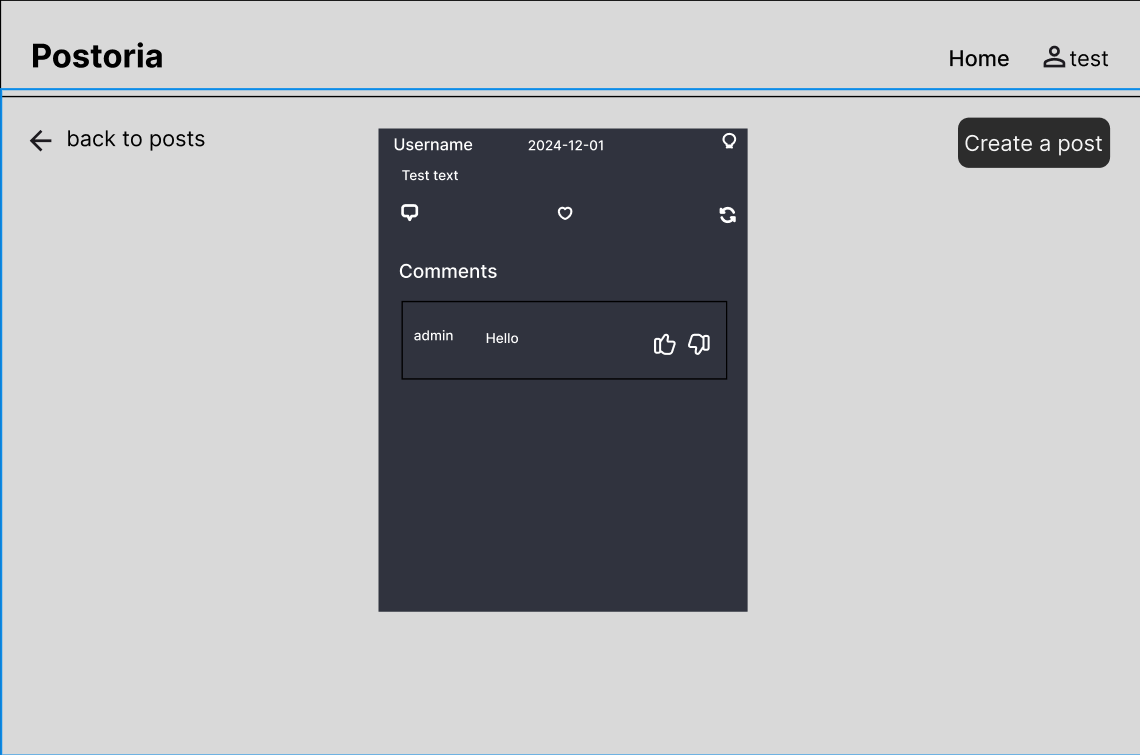 Postoria
Home
test
back to posts
Create a post
Username
2024-12-01
Test text
Comments
admin
Hello